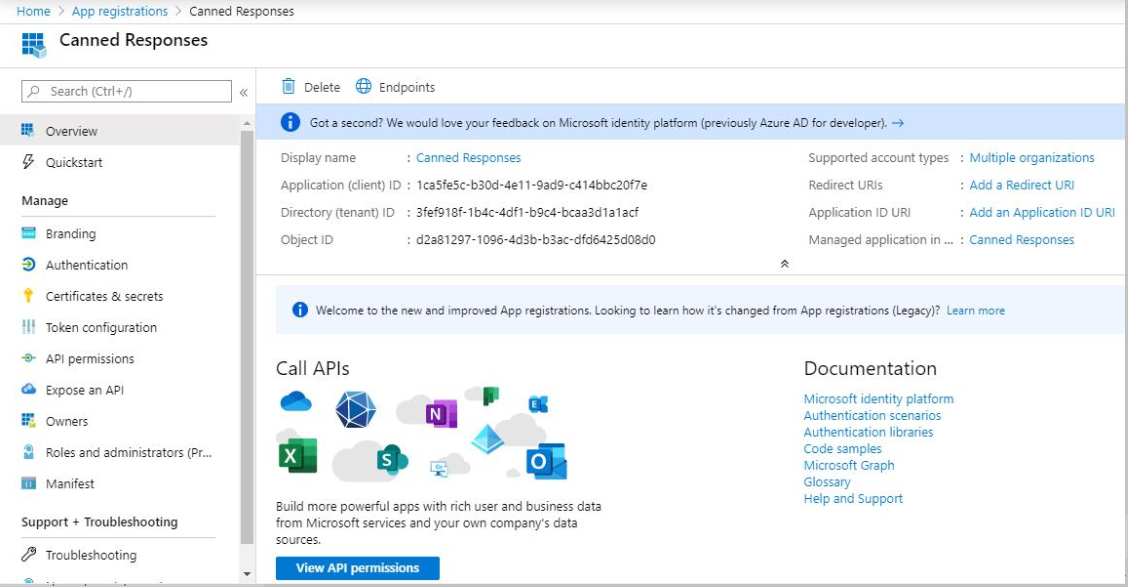 Home > App registrations > Canned Responses
Canned Responses
Search (Ctrl+/)
«
Delete
Endpoints
Overview
Quickstart
Manage
Branding
Authentication
Certificates & secrets
Token configuration
API permissions
Expose an API
Owners
Roles and administrators (Pr...
Manifest
Support + Troubleshooting
Troubleshooting
Got a second? We would love your feedback on Microsoft identity platform (previously Azure AD for developer). →
Display name : Canned Responses
Application (client) ID : 1ca5fe5c-b30d-4e11-9ad9-c414bbc20f7e
Directory (tenant) ID : 3fef918f-1b4c-4df1-b9c4-bcaa3d1a1acf
Object ID : d2a81297-1096-4d3b-b3ac-dfd6425d08d0
Supported account types : Multiple organizations
Redirect URIs : Add a Redirect URI
Application ID URI : Add an Application ID URI
Managed application in ... : Canned Responses
Welcome to the new and improved App registrations. Looking to learn how it's changed from App registrations (Legacy)? Learn more
Call APIs
N
E
X
S
O
Build more powerful apps with rich user and business data
from Microsoft services and your own company's data
sources.
View API permissions
Documentation
Microsoft identity platform
Authentication scenarios
Authentication libraries
Code samples
Microsoft Graph
Glossary
Help and Support